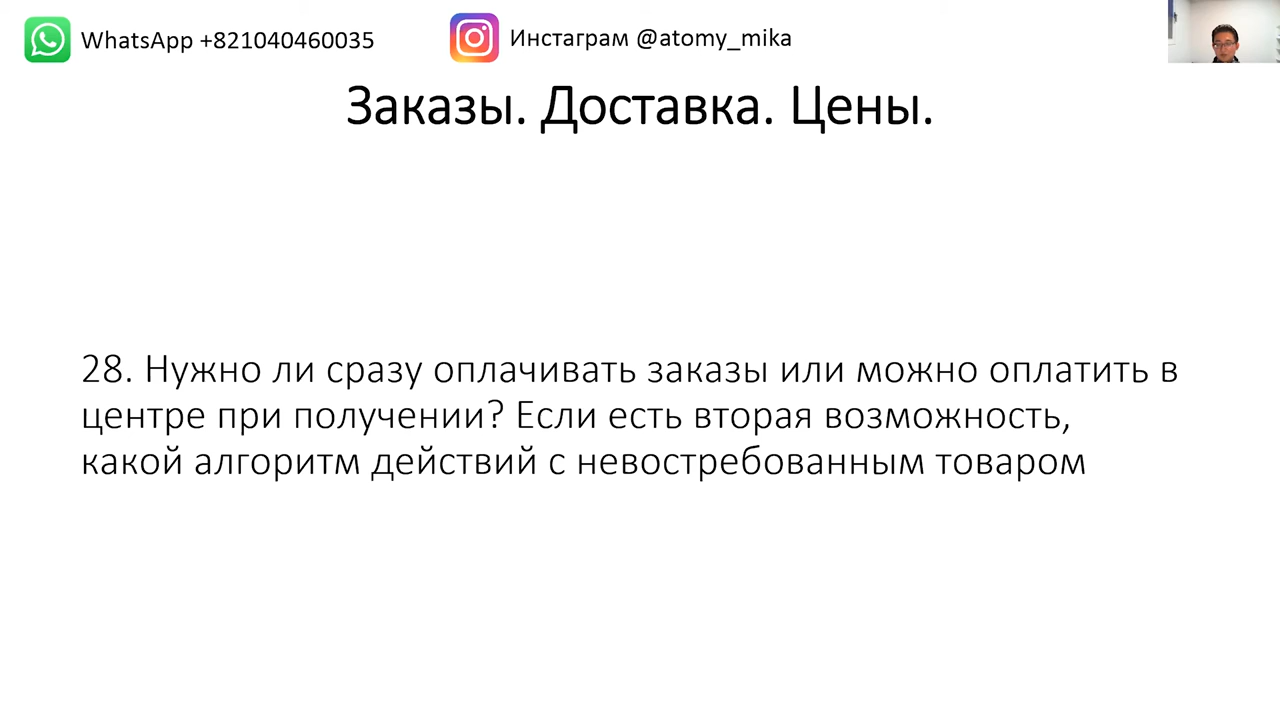 WhatsApp +821040460035
Инстаграм @atomy_mika
Заказы. Доставка. Цены.
28. Нужно ли сразу оплачивать заказы или можно оплатить в
центре при получении? Если есть вторая возможность,
какой алгоритм действий с невостребованным товаром